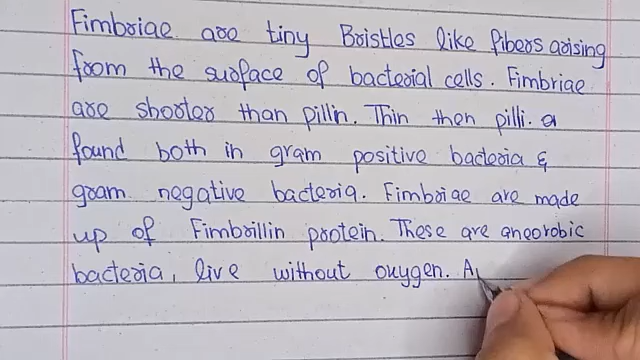 Fimbriae are tiny Bristles like fibers arising
from the surface of bacterial cells. Fimbriae
are shorter than pillin. Thin then pilli. a
found both in gram positive bacteria &
gram negative bacteria. Fimbriae are made
up of Fimbrillin protein. These are aneorobic
bacteria, live without oxygen. A